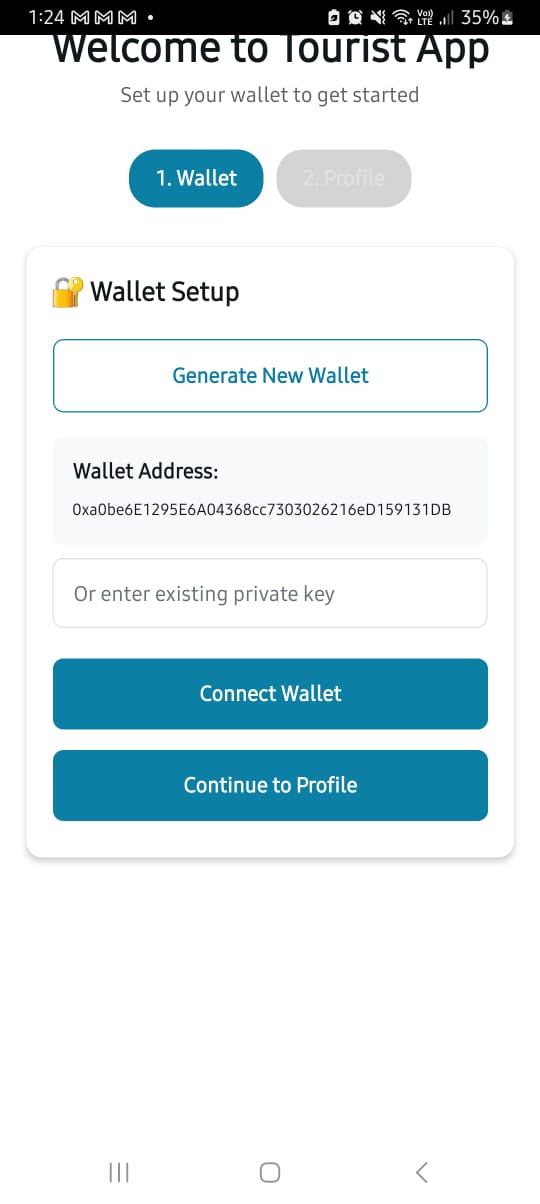 1:24
Vo))
LTE
35%
Welcome to Tourist App
Set up your wallet to get started
1. Wallet
2. Profile
Wallet Setup
Generate New Wallet
Wallet Address:
0xa0be6E1295E6A04368cc7303026216eD159131DB
Or enter existing private key
Connect Wallet
Continue to Profile